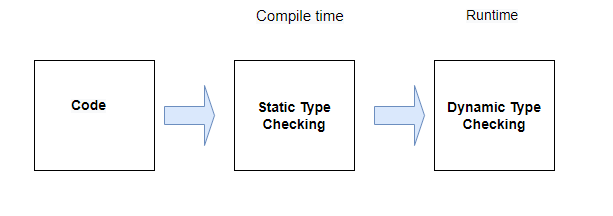 Compile time
Runtime
Code
Static Type
Checking
Dynamic Type
Checking